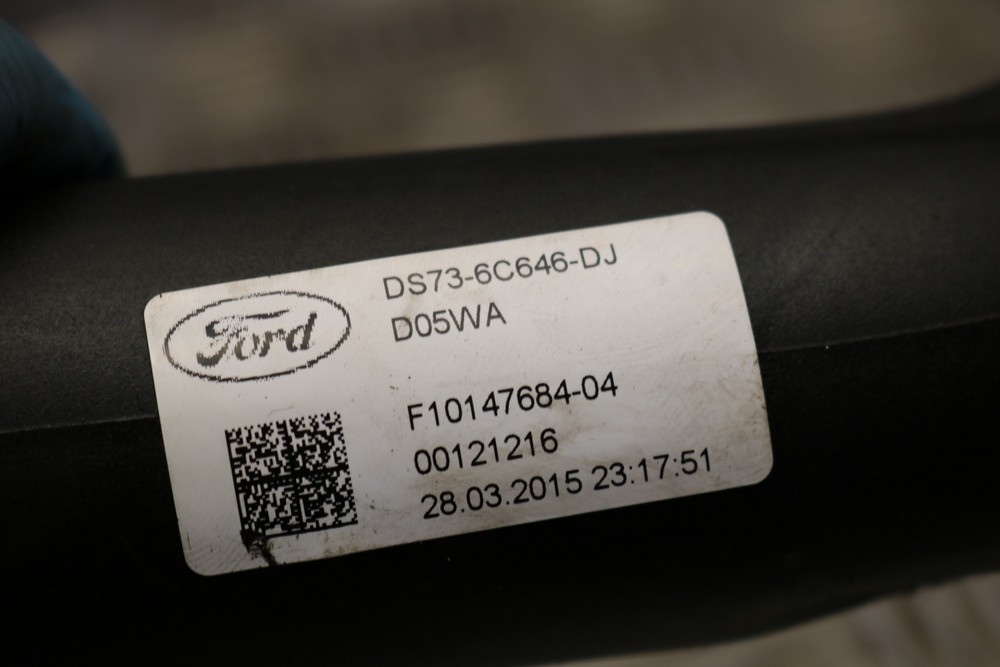 Ford
DS73-6C646-DJ
D05WA
F10147684-04
00121216
28.03.2015 23:17:51